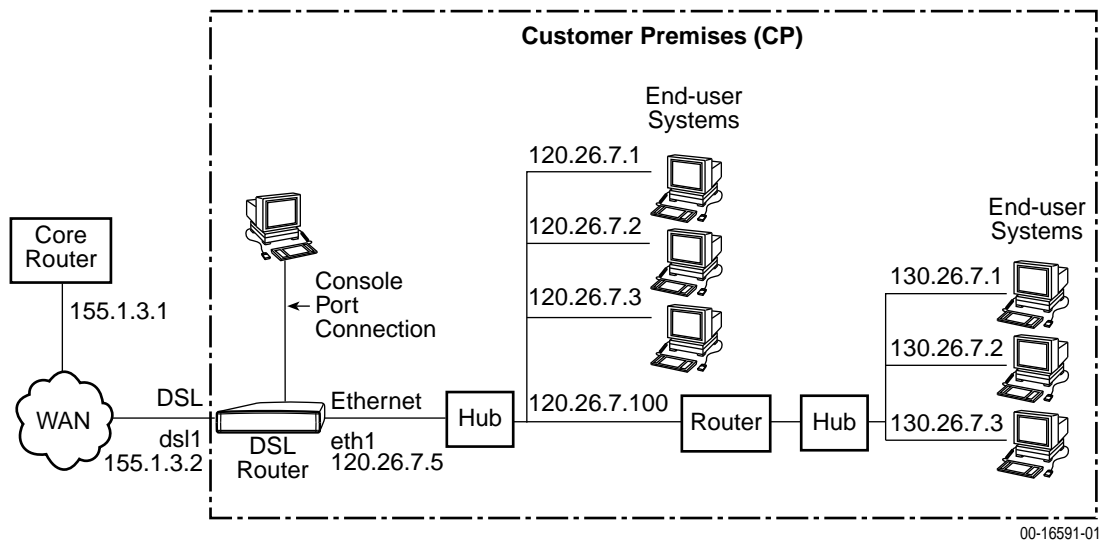 Customer Premises (CP)
End-user
Systems
120.26.7.1
120.26.7.2
120.26.7.3
End-user
Systems
130.26.7.1
130.26.7.2
130.26.7.3
Core
Router
155.1.3.1
Console
Port
Connection
WAN
DSL
dsl1
155.1.3.2
DSL
Router
Ethernet
eth1
120.26.7.5
Hub
120.26.7.100
Router
Hub
00-16591-01